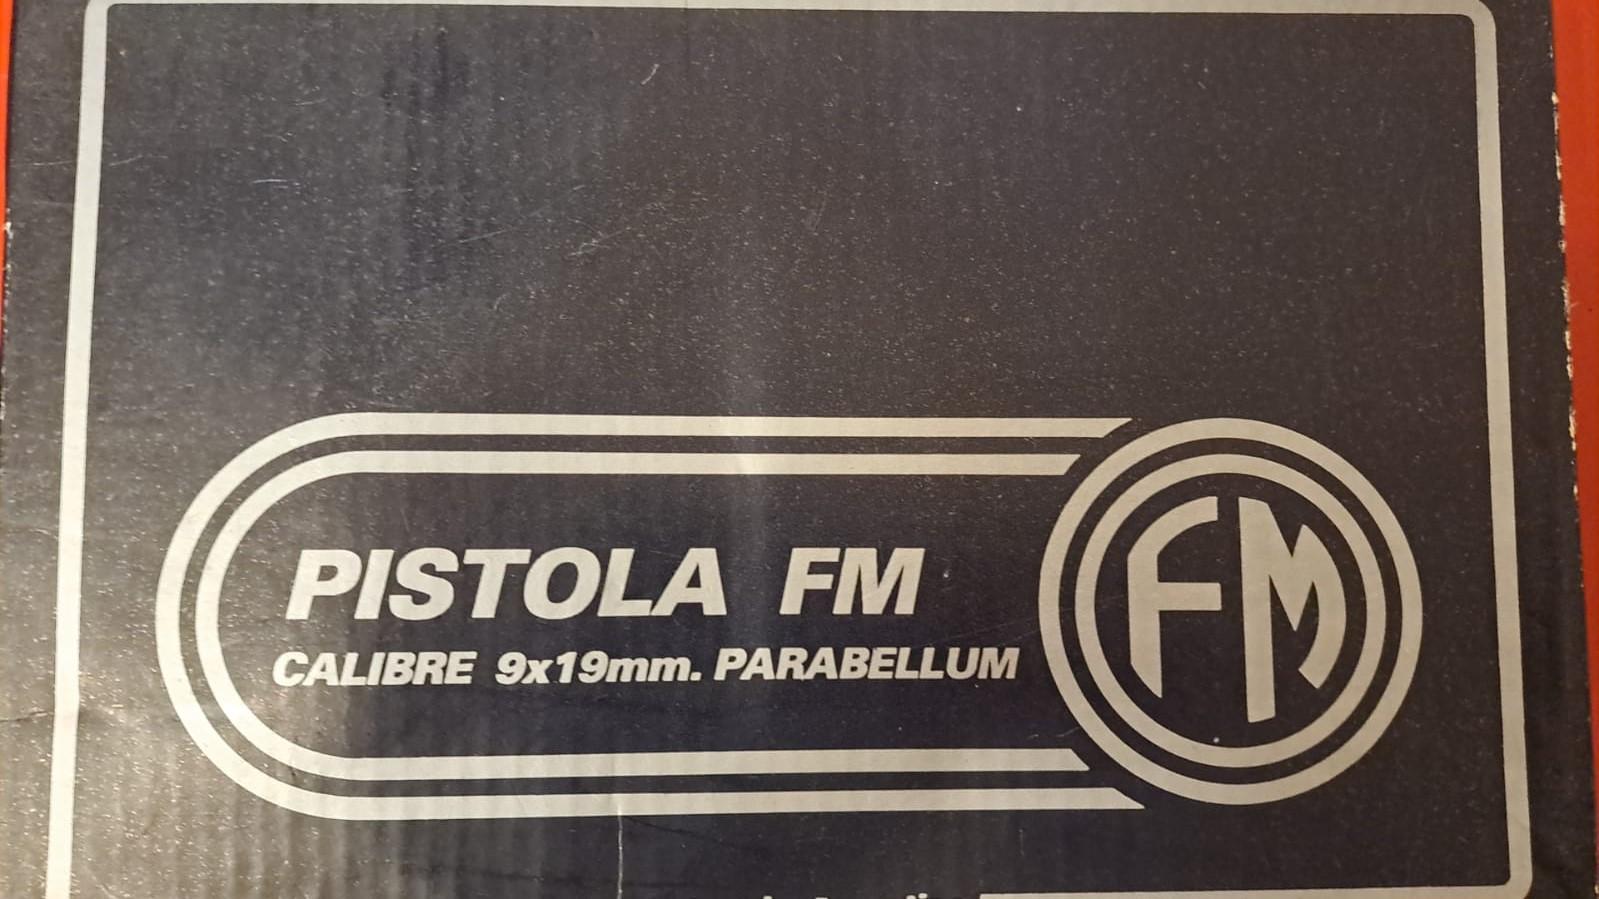 PISTOLA FM
CALIBRE 9x19mm. PARABELLUM
FM